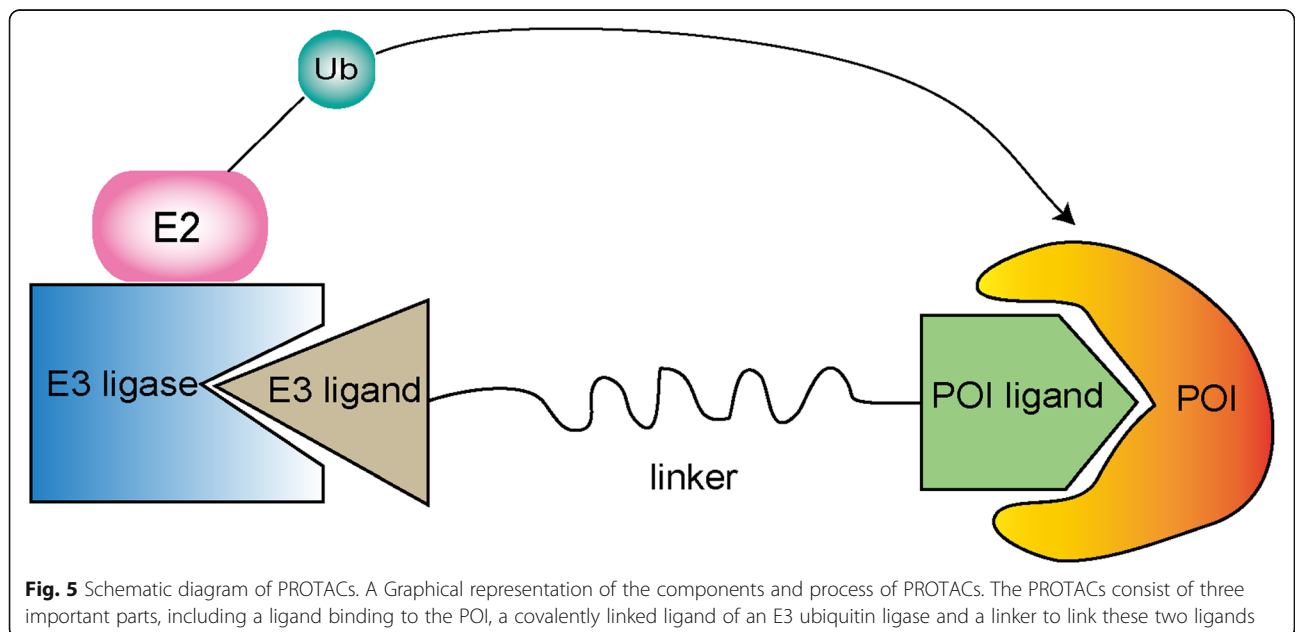 Ub
E2
E3 ligase
E3 ligand
linker
POI ligand
POI
Fig. 5 Schematic diagram of PROTACs. A Graphical representation of the components and process of PROTACs. The PROTACs consist of three
important parts, including a ligand binding to the POI, a covalently linked ligand of an E3 ubiquitin ligase and a linker to link these two ligands